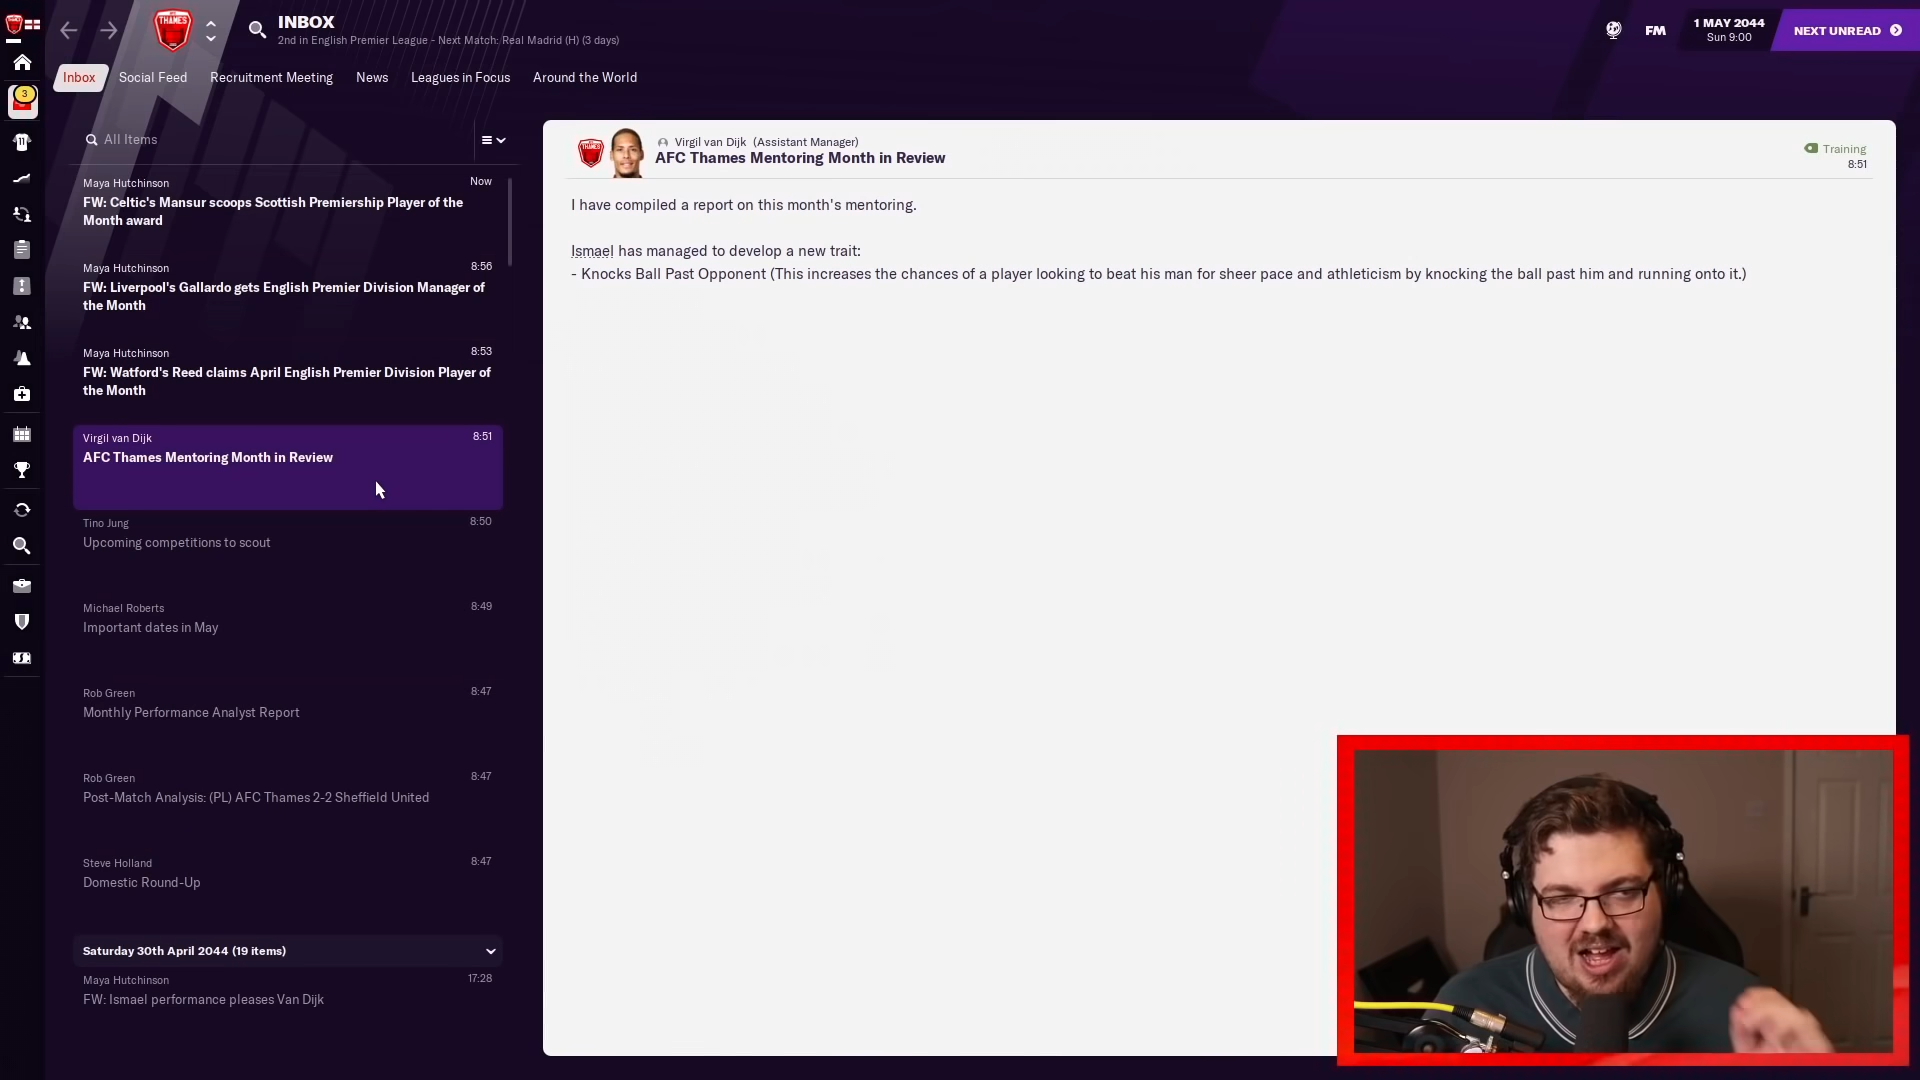 THAMES
INBOX
2nd in English Premier League - Next Match: Real Madrid (H) (3 days)
FM
1 MAY 2044
Sun 9:00
NEXT UNREAD
Inbox
Social Feed
Recruitment Meeting
News
Leagues in Focus
Around the World
3
All Items
Maya Hutchinson
Now
FW: Celtic's Mansur scoops Scottish Premiership Player of the
Month award
Maya Hutchinson
8:56
FW: Liverpool's Gallardo gets English Premier Division Manager of
the Month
Maya Hutchinson
8:53
FW: Watford's Reed claims April English Premier Division Player of
the Month
Virgil van Dijk
8:51
AFC Thames Mentoring Month in Review
Tino Jung
8:50
Upcoming competitions to scout
Michael Roberts
8:49
Important dates in May
Rob Green
8:47
Monthly Performance Analyst Report
Rob Green
8:47
Post-Match Analysis: (PL) AFC Thames 2-2 Sheffield United
Steve Holland
8:47
Domestic Round-Up
Saturday 30th April 2044 (19 items)
Maya Hutchinson
17:28
FW: Ismael performance pleases Van Dijk
THAMES
Virgil van Dijk (Assistant Manager)
AFC Thames Mentoring Month in Review
Training
8:51
I have compiled a report on this month's mentoring.
Ismael has managed to develop a new trait:
- Knocks Ball Past Opponent (This increases the chances of a player looking to beat his man for sheer pace and athleticism by knocking the ball past him and running onto it.)